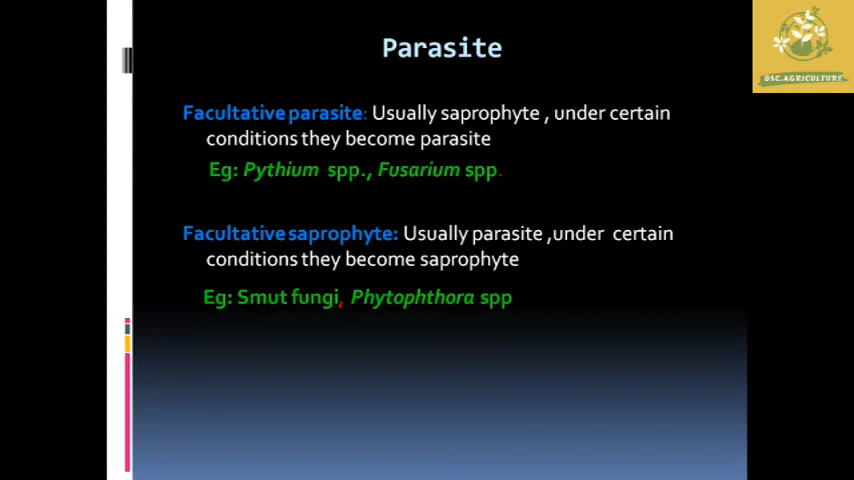 Parasite
DSC.AGRICULTURE
Facultative parasite: Usually saprophyte , under certain
conditions they become parasite
Eg: Pythium spp., Fusarium spp.
Facultative saprophyte: Usually parasite ,under certain
conditions they become saprophyte
Eg: Smut fungi, Phytophthora spp